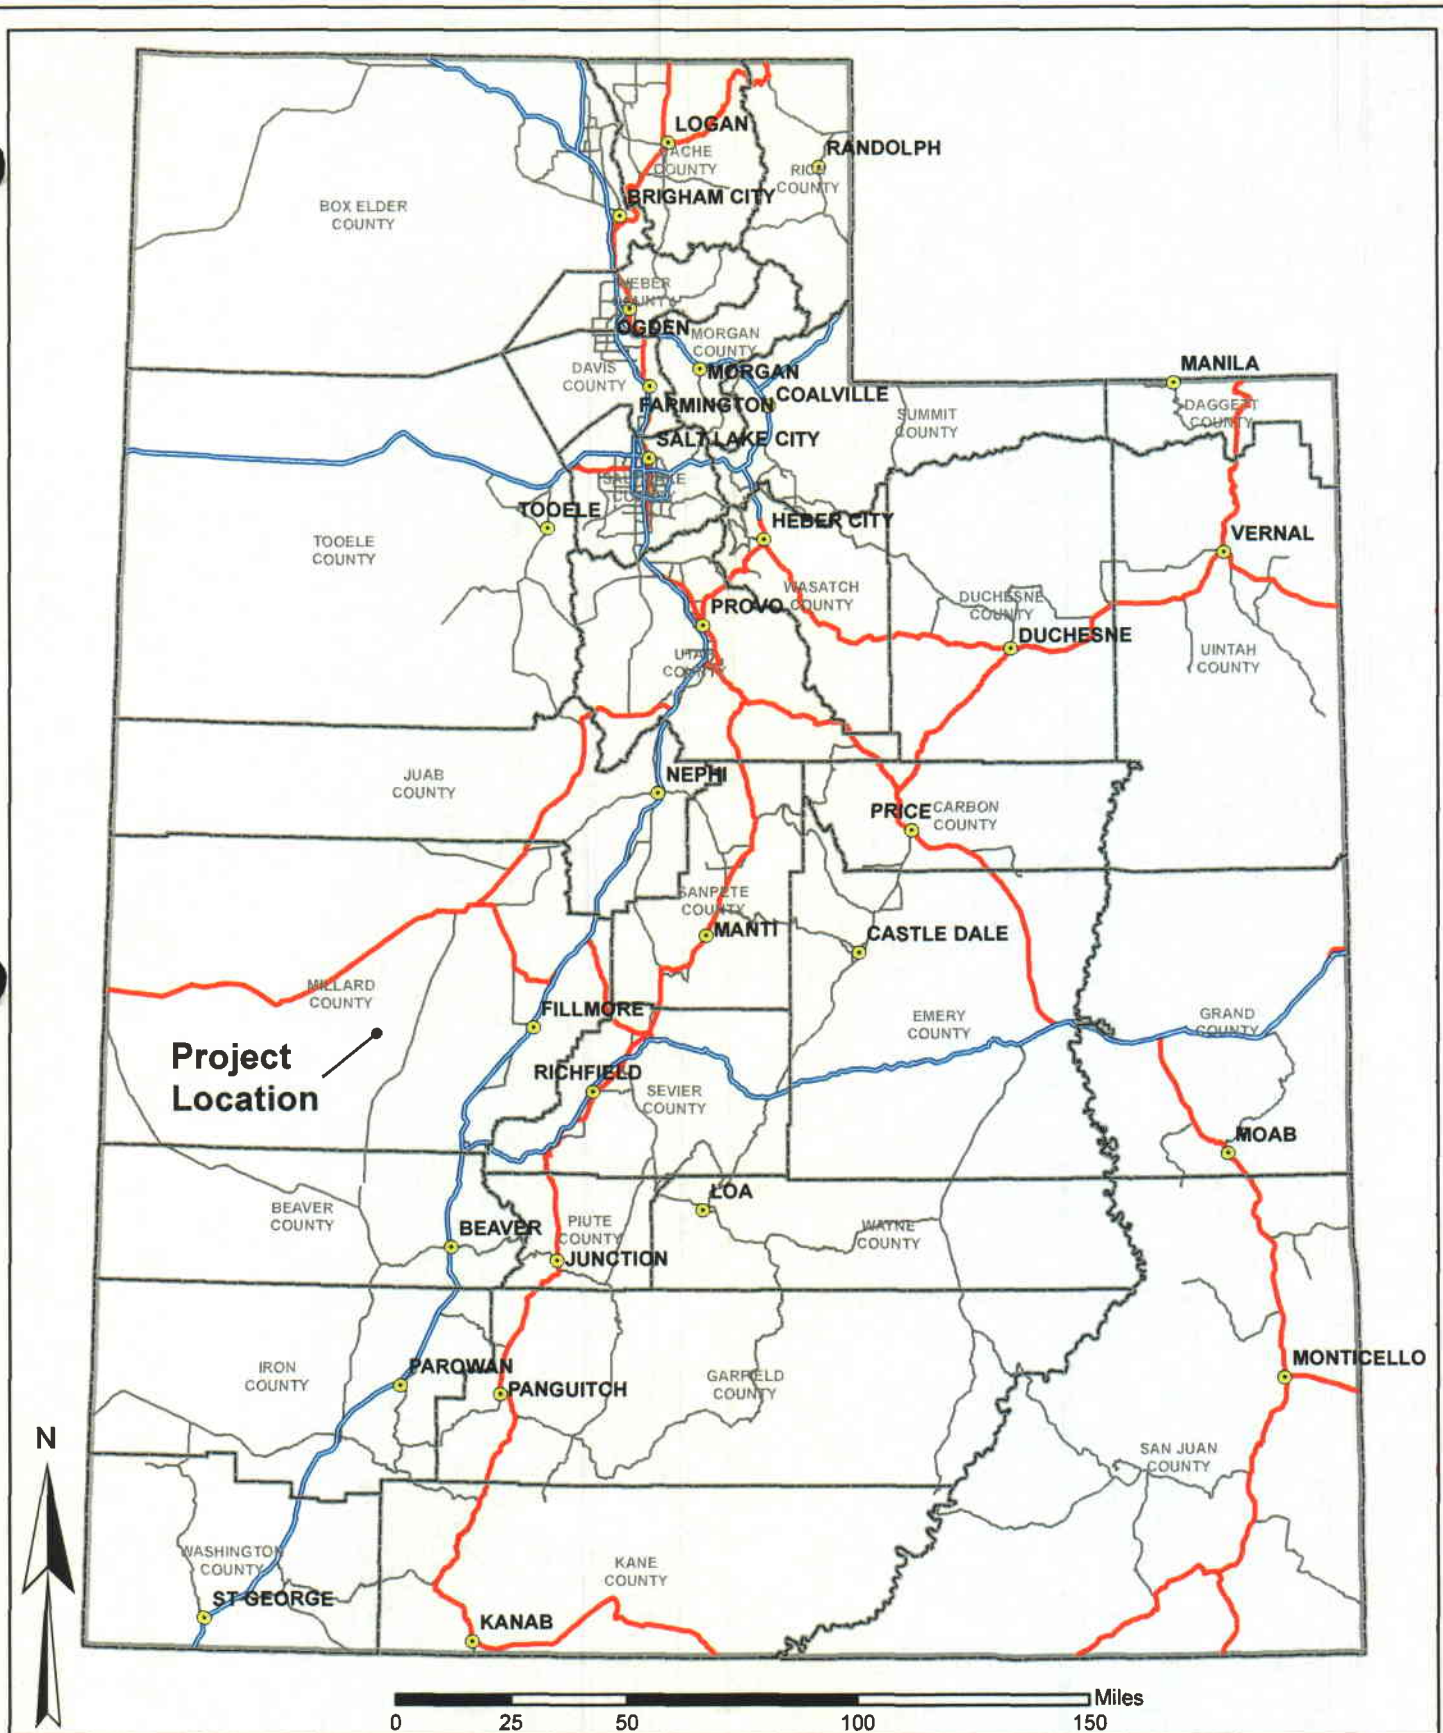 LOGAN
CACHE
COUNTY
RANDOLPH
RICH
COUNTY
BRIGHAM CITY
BOX ELDER
COUNTY
WEBER
COUNTY
OGDEN
MORGAN
COUNTY
DAVIS
COUNTY
MORGAN
MANILA
COALVILLE
FARMINGTON
DAGGETT
COUNTY
SUMMIT
COUNTY
SALT LAKE CITY
SALT LAKE
COUNTY
TOOELE
HEBER CITY
TOOELE
COUNTY
VERNAL
WASATCH
COUNTY
DUCHESNE
COUNTY
PROVO
DUCHESNE
UTAH
COUNTY
UINTAH
COUNTY
JUAB
COUNTY
NEPHI
PRICE
CARBON
COUNTY
SANPETE
COUNTY
MANTI
CASTLE DALE
MILLARD
COUNTY
FILLMORE
EMERY
COUNTY
GRAND
COUNTY
Project
Location
RICHFIELD
SEVIER
COUNTY
MOAB
LOA
BEAVER
COUNTY
BEAVER
PIUTE
COUNTY
WAYNE
COUNTY
JUNCTION
IRON
COUNTY
PAROWAN
PANGUITCH
GARFIELD
COUNTY
MONTICELLO
N
SAN JUAN
COUNTY
WASHINGTON
COUNTY
KANE
COUNTY
ST GEORGE
KANAB
Miles
0 25 50 100 150